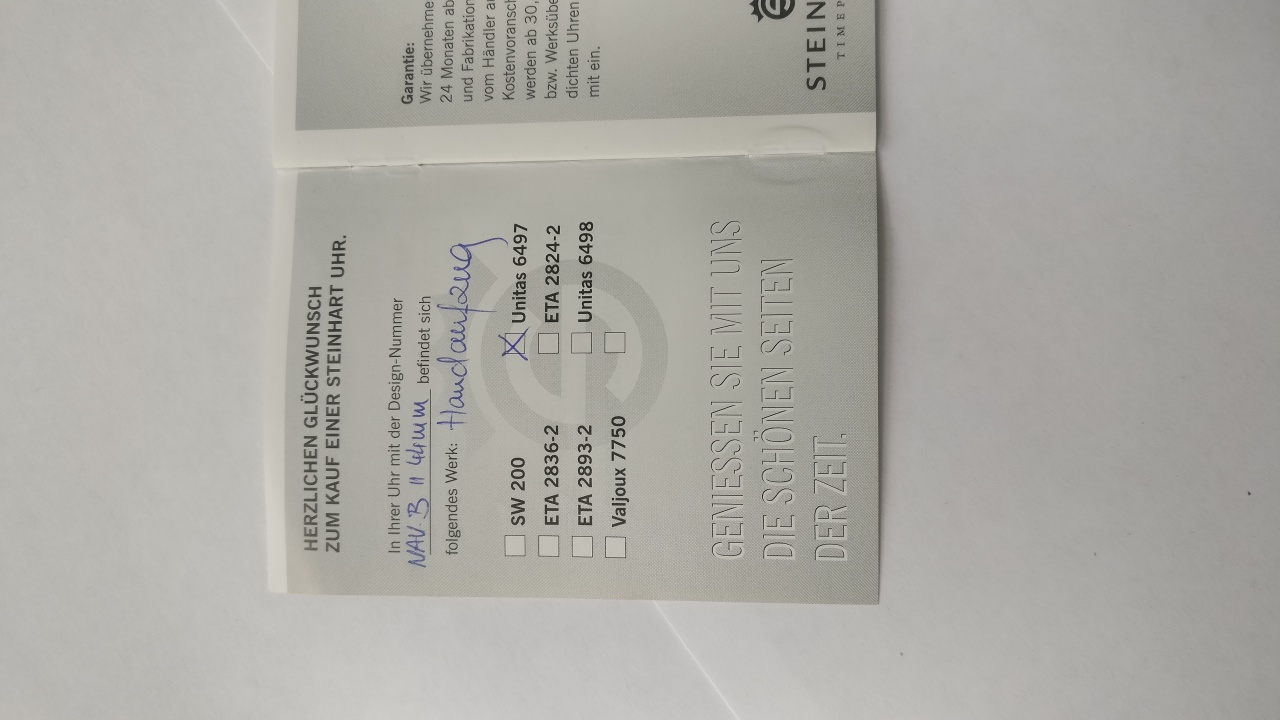 HERZLICHEN GLÜCKWUNSCH
ZUM KAUF EINER STEINHART UHR.
In Ihrer Uhr mit der Design-Nummer
NAV. B II 44mm befindet sich
folgendes Werk: Handaufzug
SW 200
Unitas 6497
ETA 2836-2
ETA 2824-2
ETA 2893-2
Unitas 6498
Valjoux 7750
GENIESSEN SIE MIT UNS
DIE SCHÖNEN SEITEN
DER ZEIT.
Garantie:
Wir übernehme
24 Monaten ab
und Fabrikation
vom Händler a
Kostenvoransch
werden ab 30,
bzw. Werksübe
dichten Uhren
mit ein.
STEIN
TIMEP